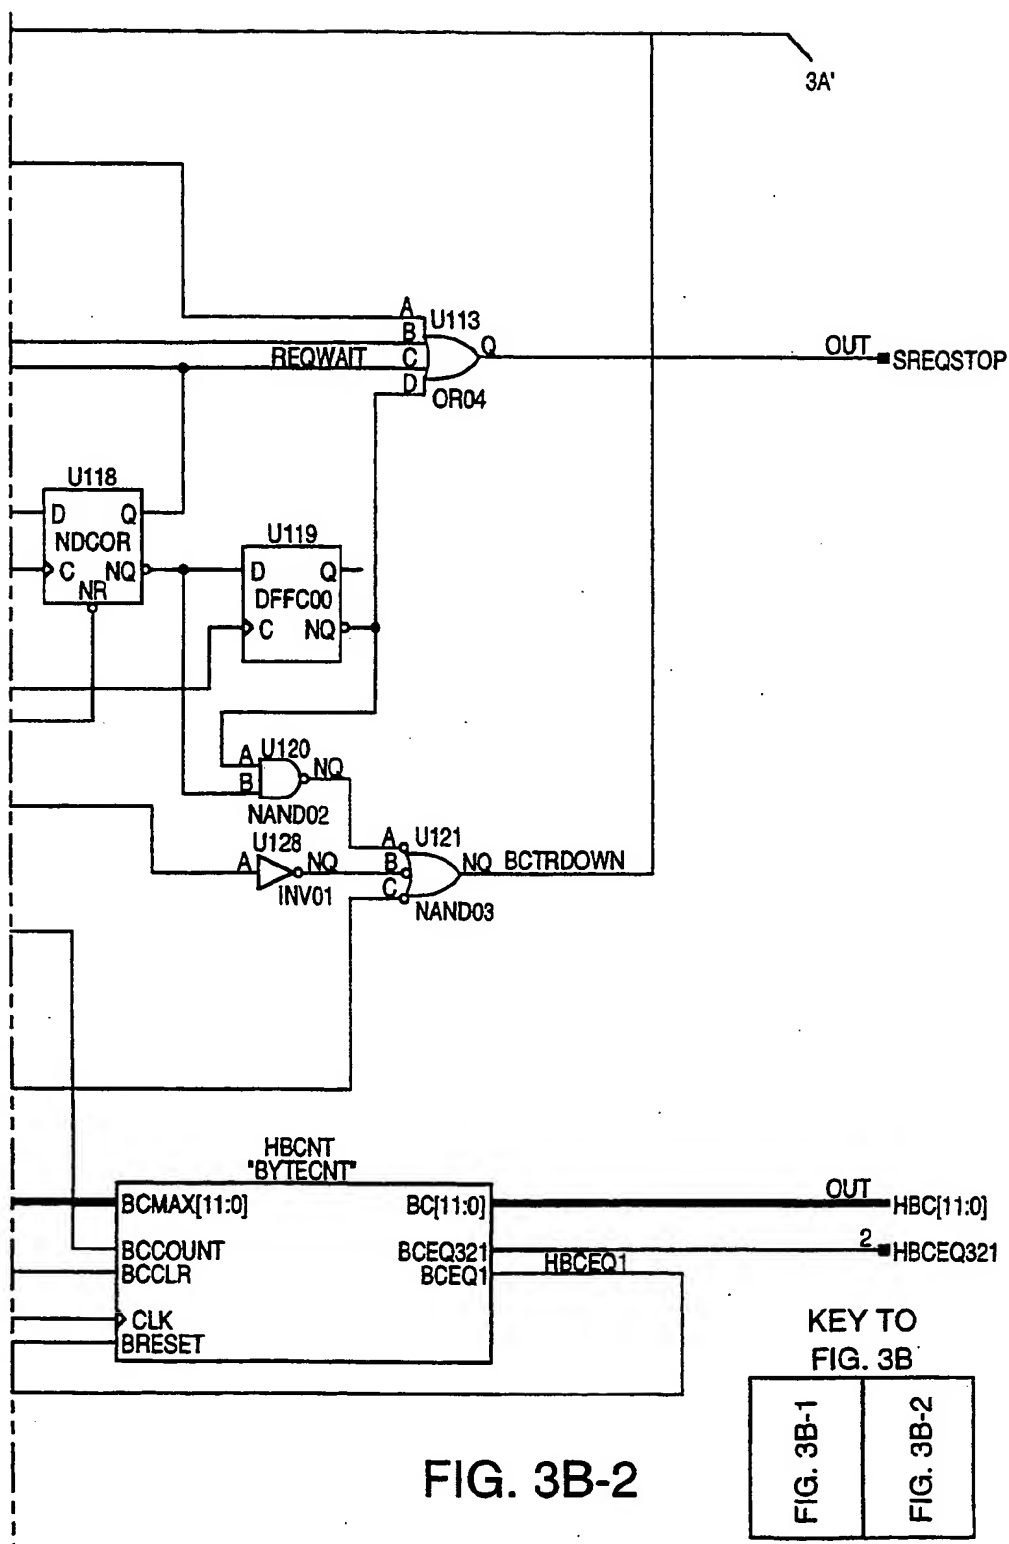 3A'
A
U113
B
Q
REQWAIT
C
D
OR04
OUT
SREQSTOP
U118
D Q
NDCOR
C NQ
NR
U119
D Q
DFFC00
C NQ
A
U120
B
NQ
NAND02
U128
A
NQ
INV01
A
U121
B
C
NQ
BCTRDOWN
NAND03
HBCNT
"BYTECNT"
BCMAX[11:0]
BC[11:0]
OUT
HBC[11:0]
BCCOUNT
BCEQ321
2
HBCEQ321
BCCLR
BCEQ1
HBCEQ1
CLK
BRESET
KEY TO
FIG. 3B
FIG. 3B-1
FIG. 3B-2
FIG. 3B-2